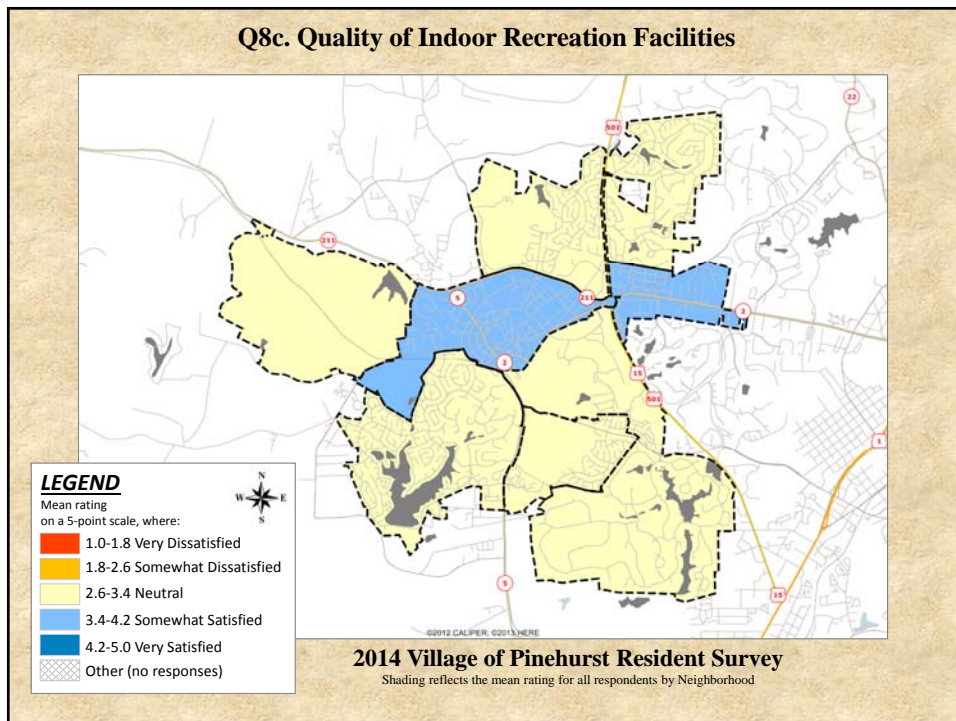 Q8c. Quality of Indoor Recreation Facilities
22
501
211
5
211
2
2
15
501
1
5
15
LEGEND
Mean rating
on a 5-point scale, where:
N
W E
S
1.0-1.8 Very Dissatisfied
1.8-2.6 Somewhat Dissatisfied
2.6-3.4 Neutral
3.4-4.2 Somewhat Satisfied
4.2-5.0 Very Satisfied
Other (no responses)
©2012 CALIPER; ©2013 HERE
2014 Village of Pinehurst Resident Survey
Shading reflects the mean rating for all respondents by Neighborhood